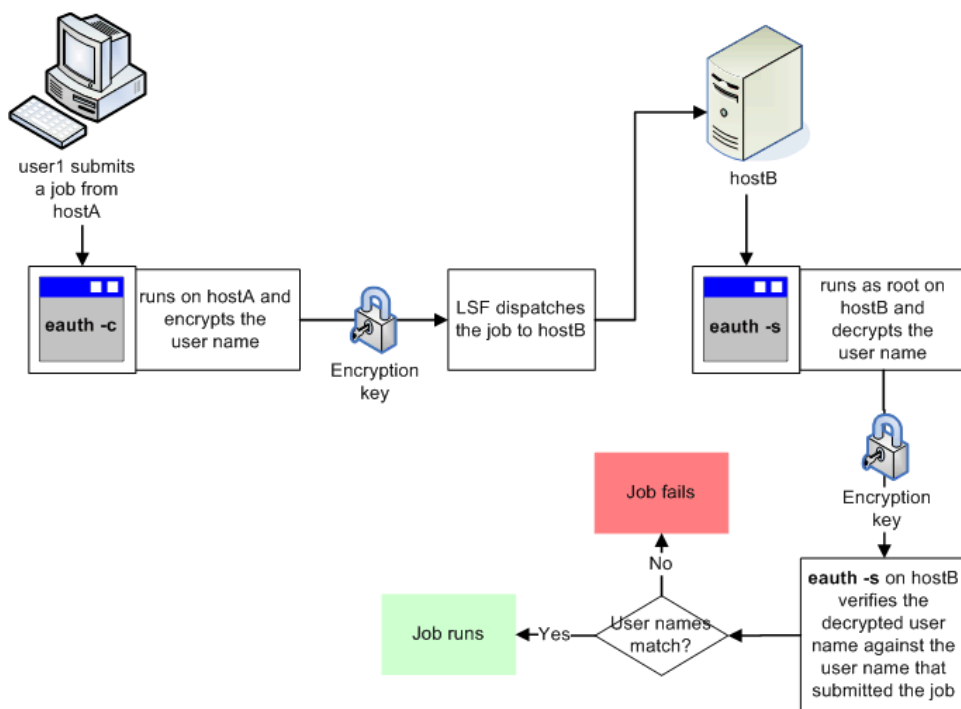 user1 submits
a job from
hostA
eauth -c
runs on hostA and
encrypts the
user name
Encryption
key
LSF dispatches
the job to hostB
hostB
eauth -s
runs as root on
hostB and
decrypts the
user name
Encryption
key
eauth -s on hostB
verifies the
decrypted user
name against the
user name that
submitted the job
User names
match?
No
Job fails
Yes
Job runs